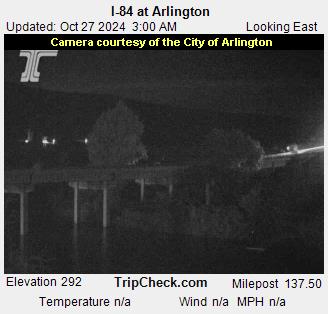 I-84 at Arlington
Updated: Oct 27 2024 3:00 AM Looking East
Camera courtesy of the City of Arlington
Elevation 292 TripCheck.com Milepost 137.50
Temperature n/a Wind n/a MPH n/a